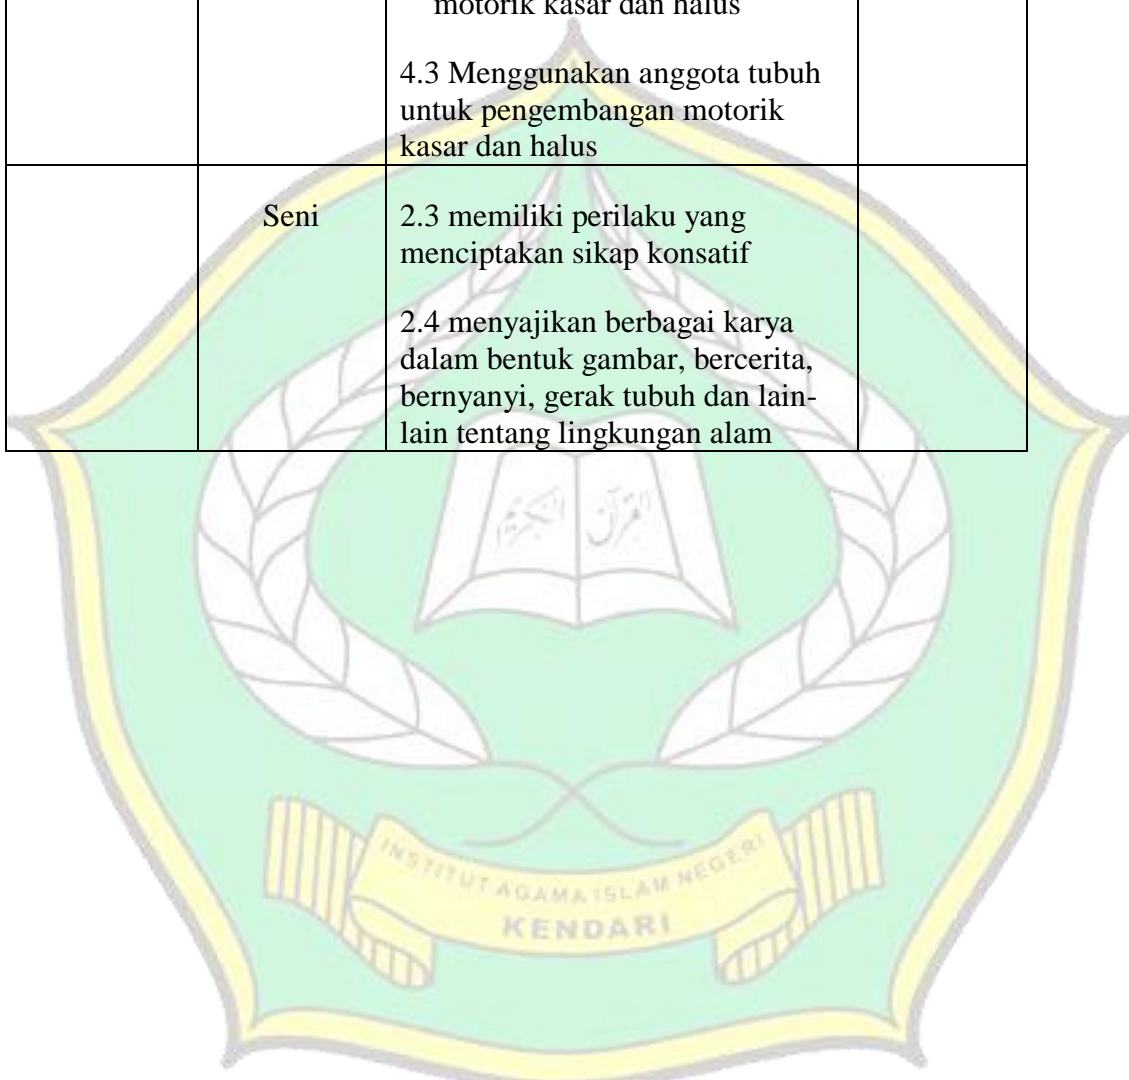 motorik kasar dan halus
4.3 Menggunakan anggota tubuh
untuk pengembangan motorik
kasar dan halus
Seni
2.3 memiliki perilaku yang
menciptakan sikap konsatif
2.4 menyajikan berbagai karya
dalam bentuk gambar, bercerita,
bernyanyi, gerak tubuh dan lain-
lain tentang lingkungan alam
القرآن الكريم
INSTITUT AGAMA ISLAM NEGERI
KENDARI